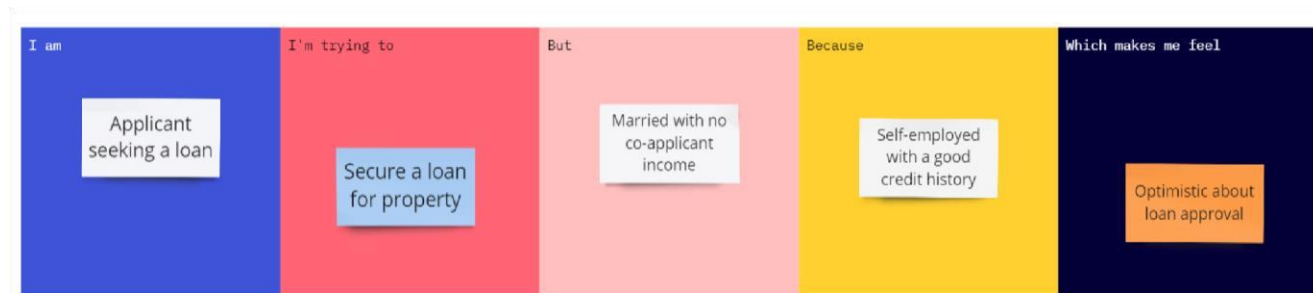 I am
Applicant
seeking a loan
I'm trying to
Secure a loan
for property
But
Married with no
co-applicant
income
Because
Self-employed
with a good
credit history
Which makes me feel
Optimistic about
loan approval